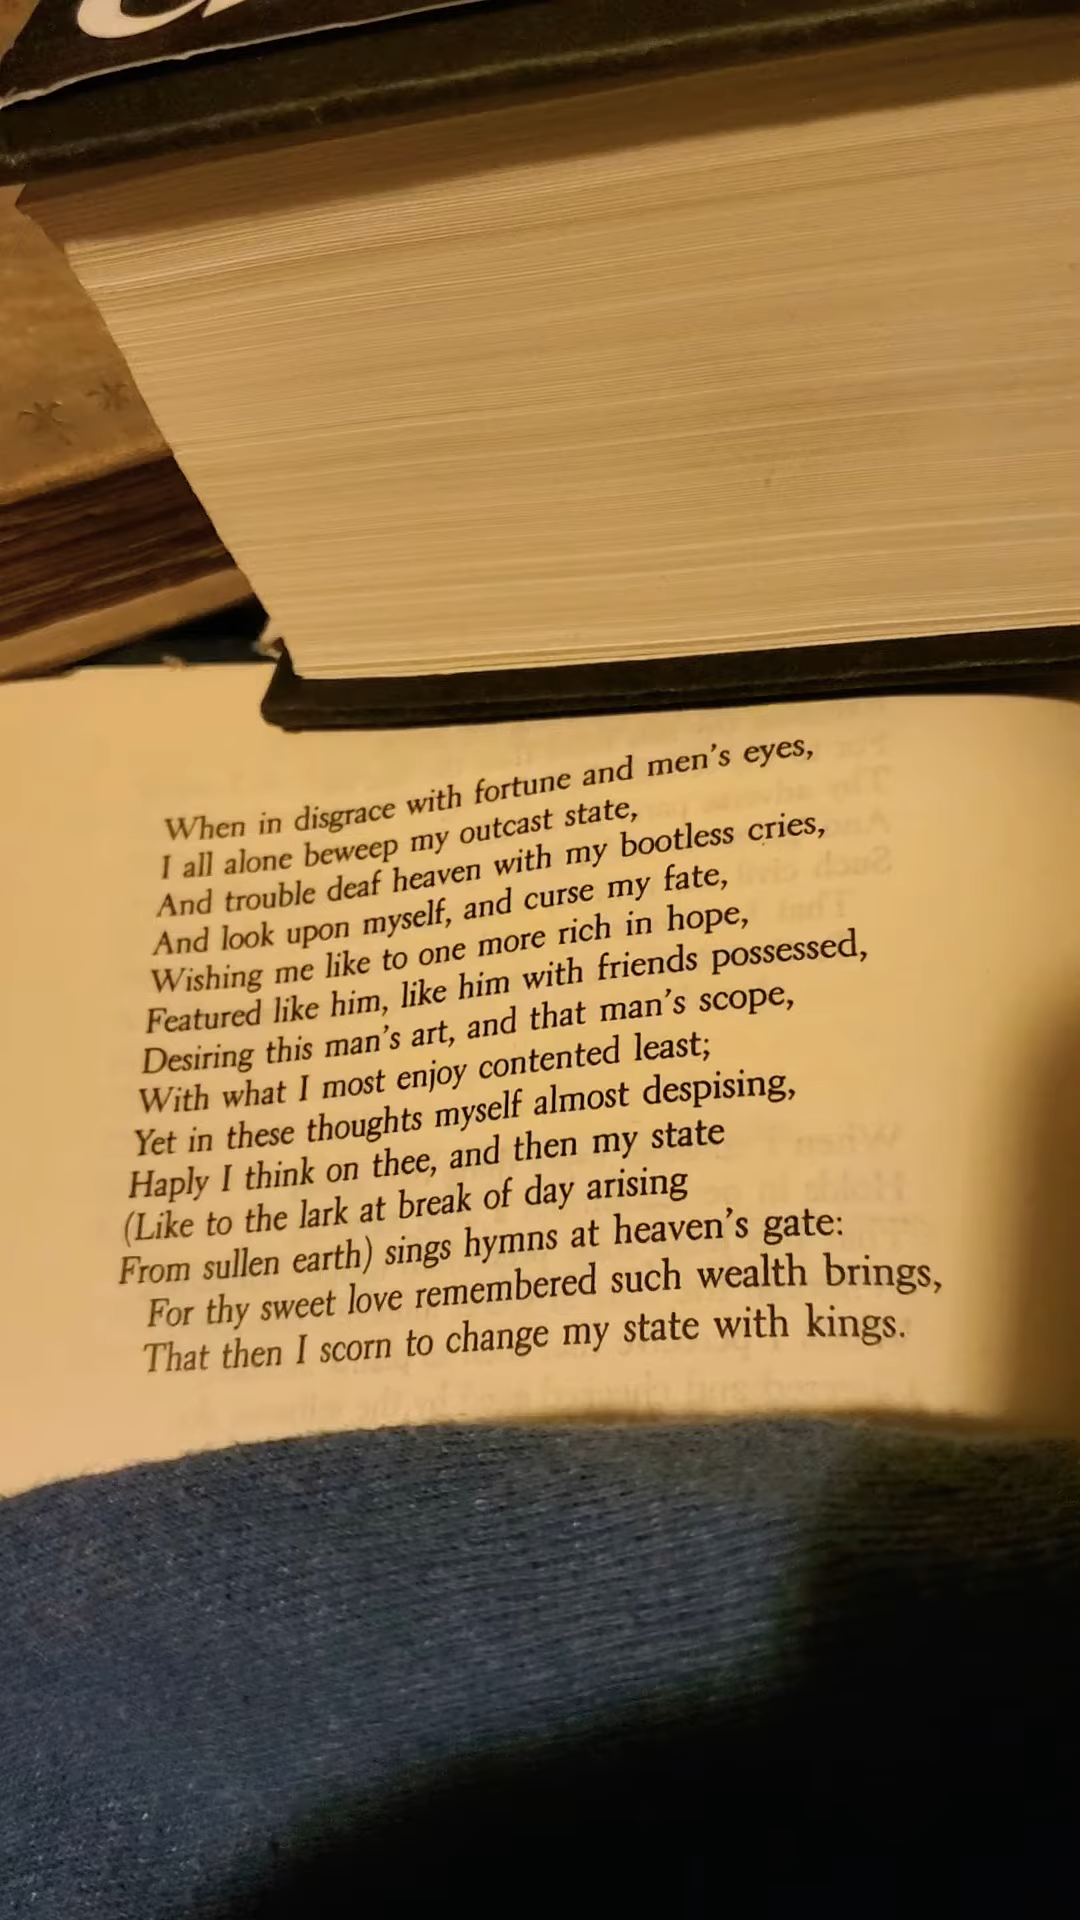 When in disgrace with fortune and men's eyes,
I all alone beweep my outcast state,
And trouble deaf heaven with my bootless cries,
And look upon myself, and curse my fate,
Wishing me like to one more rich in hope,
Featured like him, like him with friends possessed,
Desiring this man's art, and that man's scope,
With what I most enjoy contented least;
Yet in these thoughts myself almost despising,
Haply I think on thee, and then my state
(Like to the lark at break of day arising
From sullen earth) sings hymns at heaven's gate:
For thy sweet love remembered such wealth brings,
That then I scorn to change my state with kings.